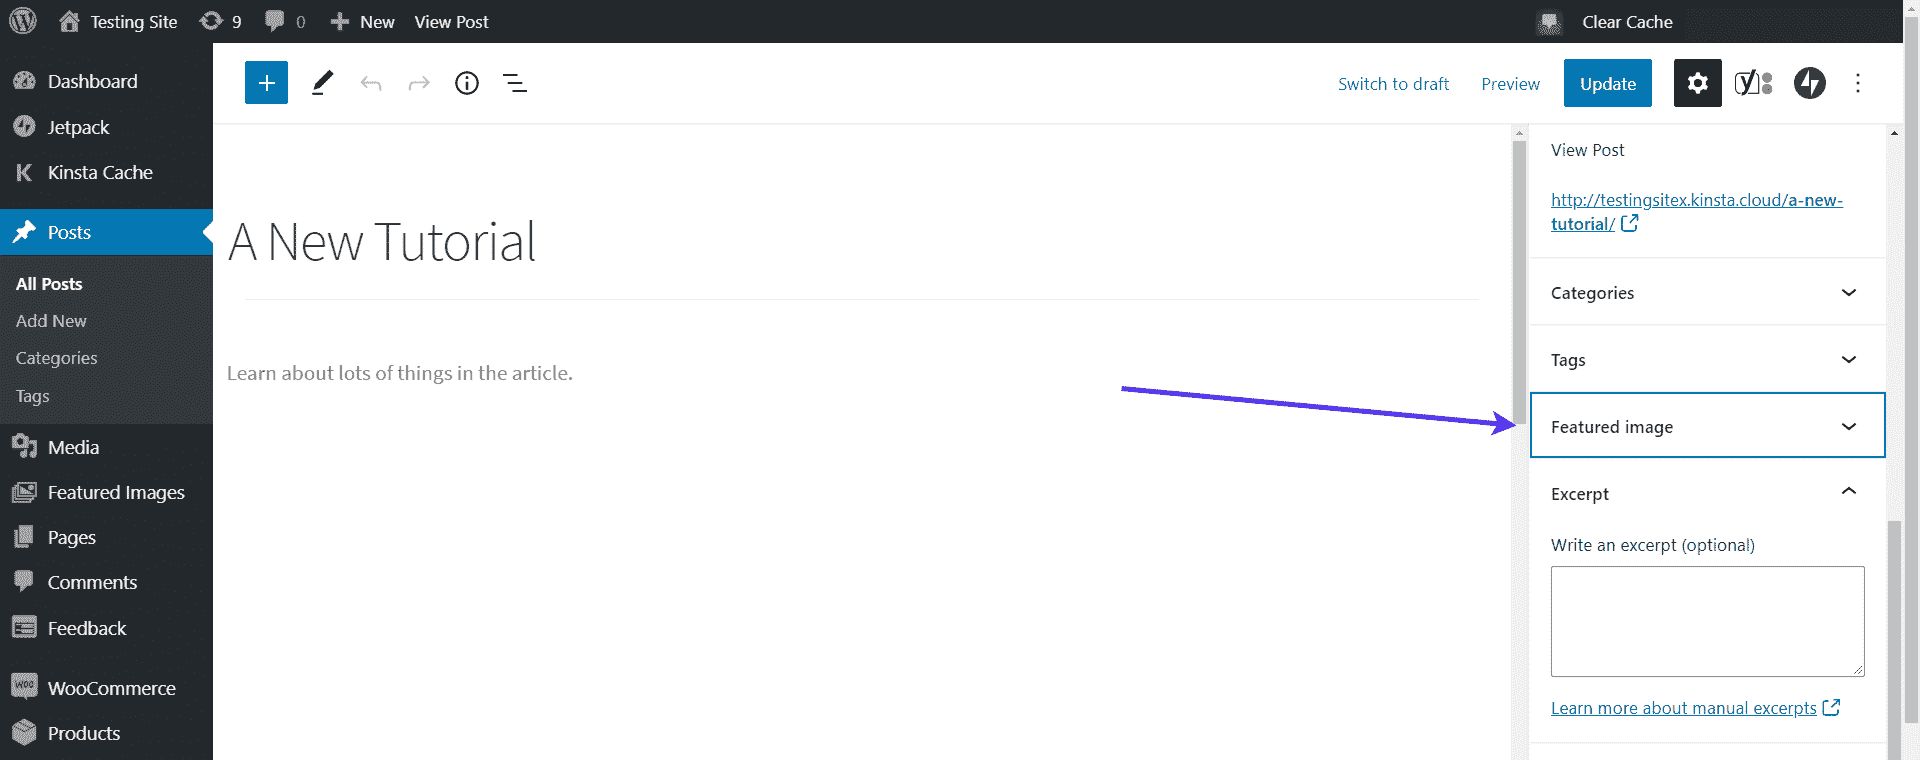 Testing Site 9 0 New View Post Clear Cache
Dashboard
Jetpack
Kinsta Cache
Posts
All Posts
Add New
Categories
Tags
Media
Featured Images
Pages
Comments
Feedback
WooCommerce
Products
Switch to draft Preview Update
A New Tutorial
Learn about lots of things in the article.
View Post
http://testingsitex.kinsta.cloud/a-new-
tutorial/
Categories
Tags
Featured image
Excerpt
Write an excerpt (optional)
Learn more about manual excerpts